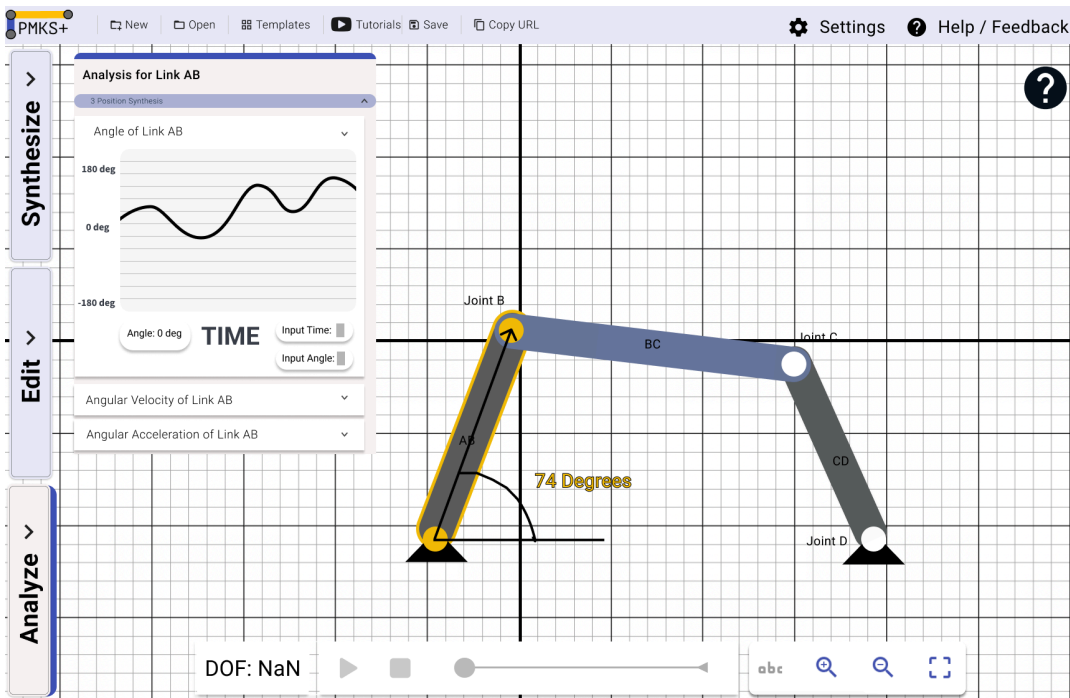 PMKS+
New
Open
Templates
Tutorials
Save
Copy URL
Settings
Help / Feedback
?
Synthesize
Edit
Analyze
Analysis for Link AB
3 Position Synthesis
Angle of Link AB
180 deg
0 deg
-180 deg
Angle: 0 deg
TIME
Input Time:
Input Angle:
Angular Velocity of Link AB
Angular Acceleration of Link AB
Joint B
BC
Joint C
AB
74 Degrees
CD
Joint D
DOF: NaN
abc